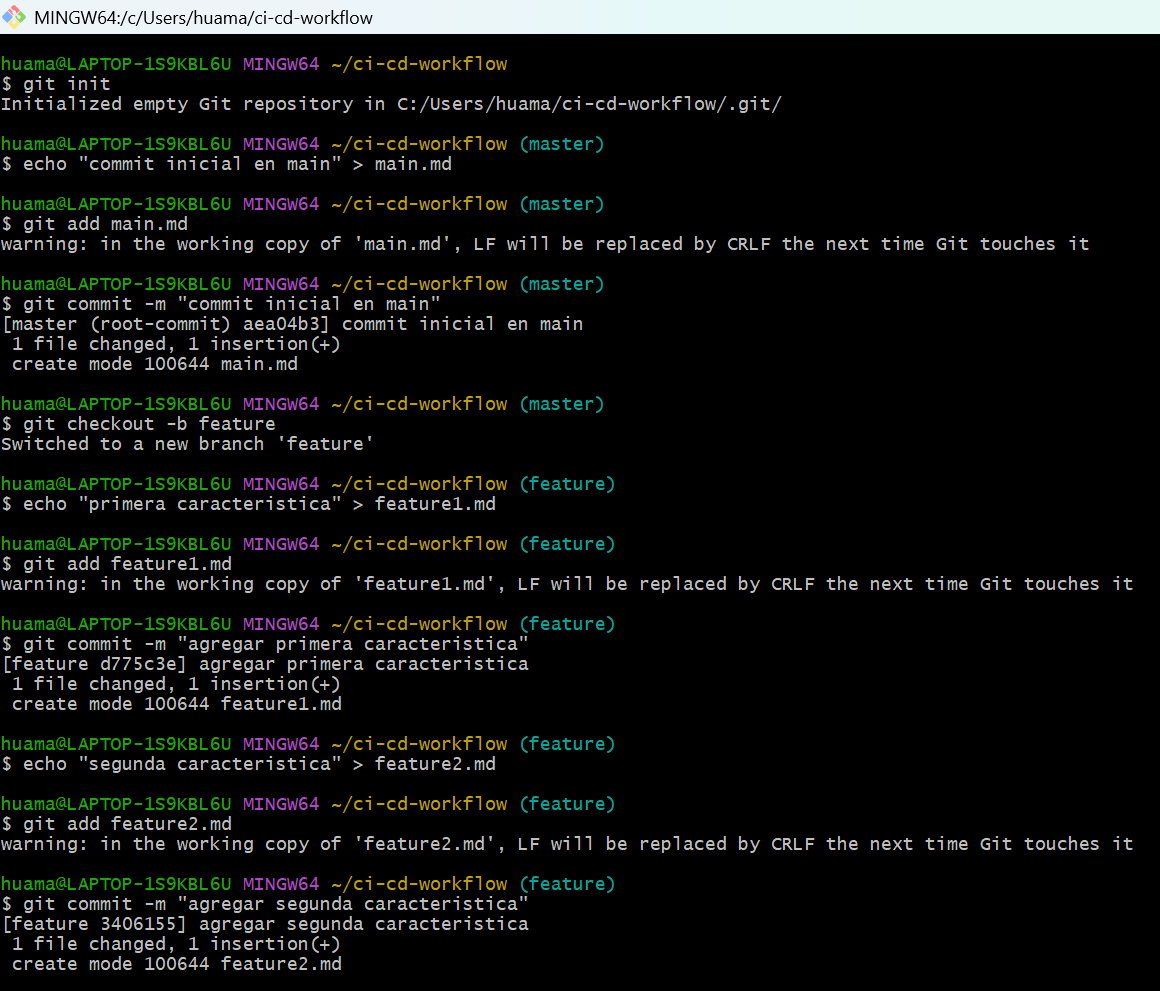 MINGW64:/c/Users/huama/ci-cd-workflow
huama@LAPTOP-1S9KBL6U MINGW64 ~/ci-cd-workflow
$ git init
Initialized empty Git repository in C:/Users/huama/ci-cd-workflow/.git/
huama@LAPTOP-1S9KBL6U MINGW64 ~/ci-cd-workflow (master)
$ echo "commit inicial en main" > main.md
huama@LAPTOP-1S9KBL6U MINGW64 ~/ci-cd-workflow (master)
$ git add main.md
warning: in the working copy of 'main.md', LF will be replaced by CRLF the next time Git touches it
huama@LAPTOP-1S9KBL6U MINGW64 ~/ci-cd-workflow (master)
$ git commit -m "commit inicial en main"
[master (root-commit) aea04b3] commit inicial en main
 1 file changed, 1 insertion(+)
 create mode 100644 main.md
huama@LAPTOP-1S9KBL6U MINGW64 ~/ci-cd-workflow (master)
$ git checkout -b feature
Switched to a new branch 'feature'
huama@LAPTOP-1S9KBL6U MINGW64 ~/ci-cd-workflow (feature)
$ echo "primera caracteristica" > feature1.md
huama@LAPTOP-1S9KBL6U MINGW64 ~/ci-cd-workflow (feature)
$ git add feature1.md
warning: in the working copy of 'feature1.md', LF will be replaced by CRLF the next time Git touches it
huama@LAPTOP-1S9KBL6U MINGW64 ~/ci-cd-workflow (feature)
$ git commit -m "agregar primera caracteristica"
[feature d775c3e] agregar primera caracteristica
 1 file changed, 1 insertion(+)
 create mode 100644 feature1.md
huama@LAPTOP-1S9KBL6U MINGW64 ~/ci-cd-workflow (feature)
$ echo "segunda caracteristica" > feature2.md
huama@LAPTOP-1S9KBL6U MINGW64 ~/ci-cd-workflow (feature)
$ git add feature2.md
warning: in the working copy of 'feature2.md', LF will be replaced by CRLF the next time Git touches it
huama@LAPTOP-1S9KBL6U MINGW64 ~/ci-cd-workflow (feature)
$ git commit -m "agregar segunda caracteristica"
[feature 3406155] agregar segunda caracteristica
 1 file changed, 1 insertion(+)
 create mode 100644 feature2.md